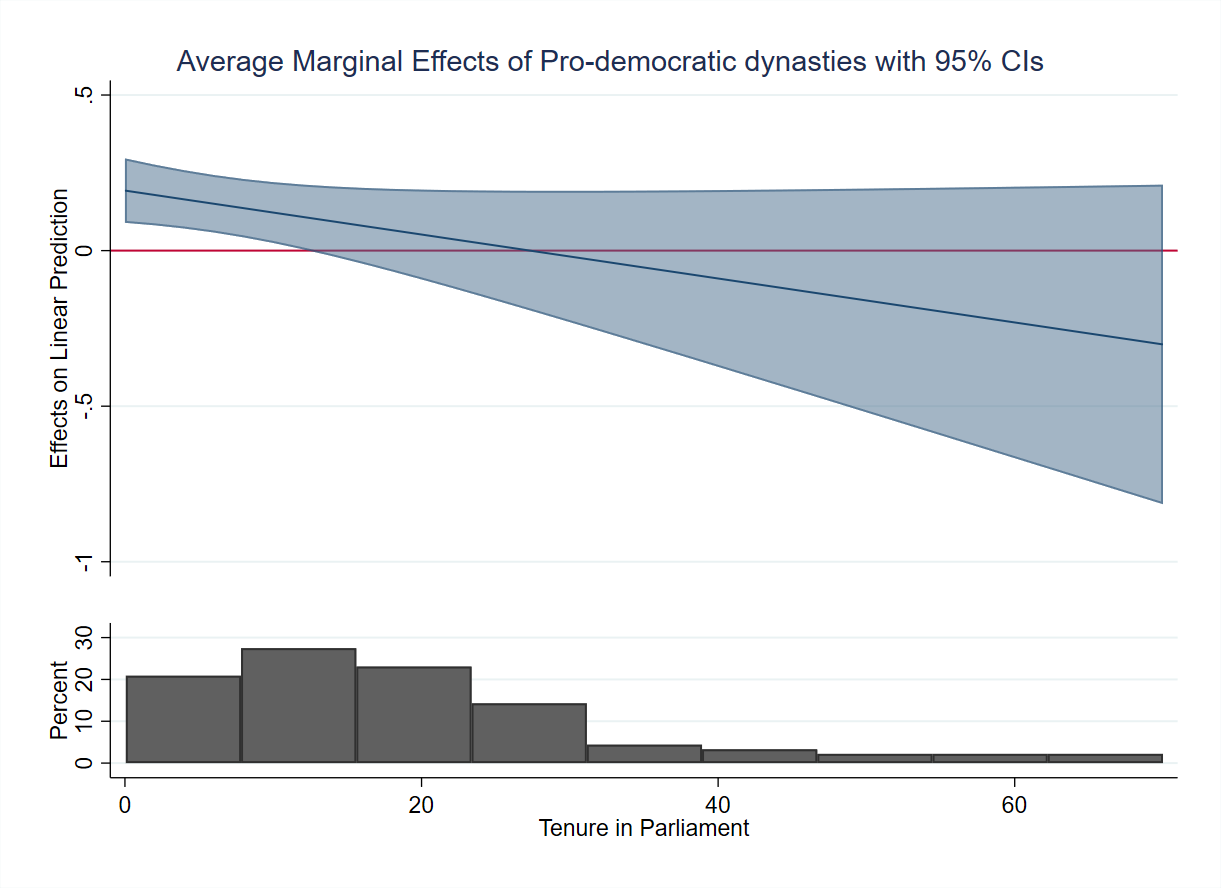 Average Marginal Effects of Pro-democratic dynasties with 95% CIs
Effects on Linear Prediction
.5
0
-.5
-1
Percent
30
20
10
0
0 20 40 60
Tenure in Parliament